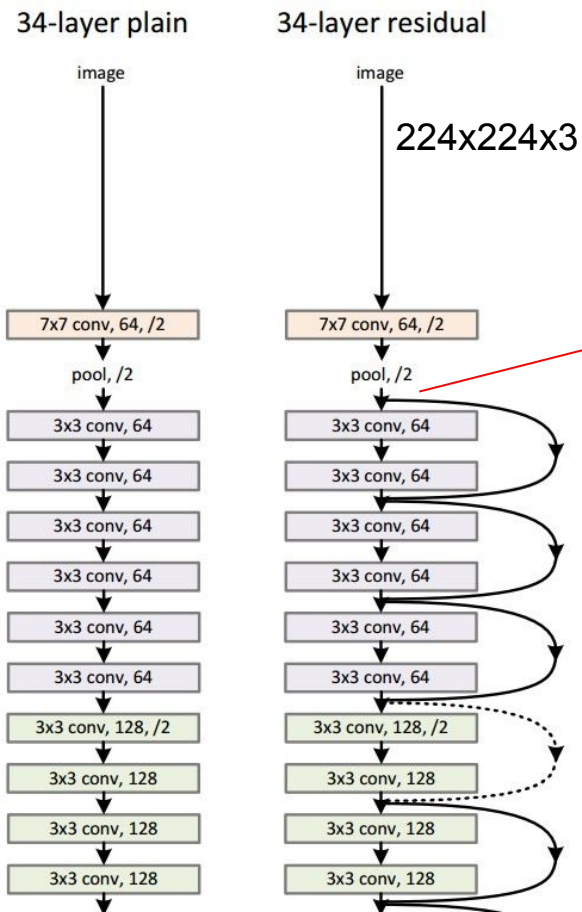 34-layer plain
34-layer residual
image
image
224x224x3
7x7 conv, 64, /2
7x7 conv, 64, /2
pool, /2
pool, /2
3x3 conv, 64
3x3 conv, 64
3x3 conv, 64
3x3 conv, 64
3x3 conv, 64
3x3 conv, 64
3x3 conv, 64
3x3 conv, 64
3x3 conv, 64
3x3 conv, 64
3x3 conv, 64
3x3 conv, 64
3x3 conv, 128, /2
3x3 conv, 128, /2
3x3 conv, 128
3x3 conv, 128
3x3 conv, 128
3x3 conv, 128
3x3 conv, 128
3x3 conv, 128